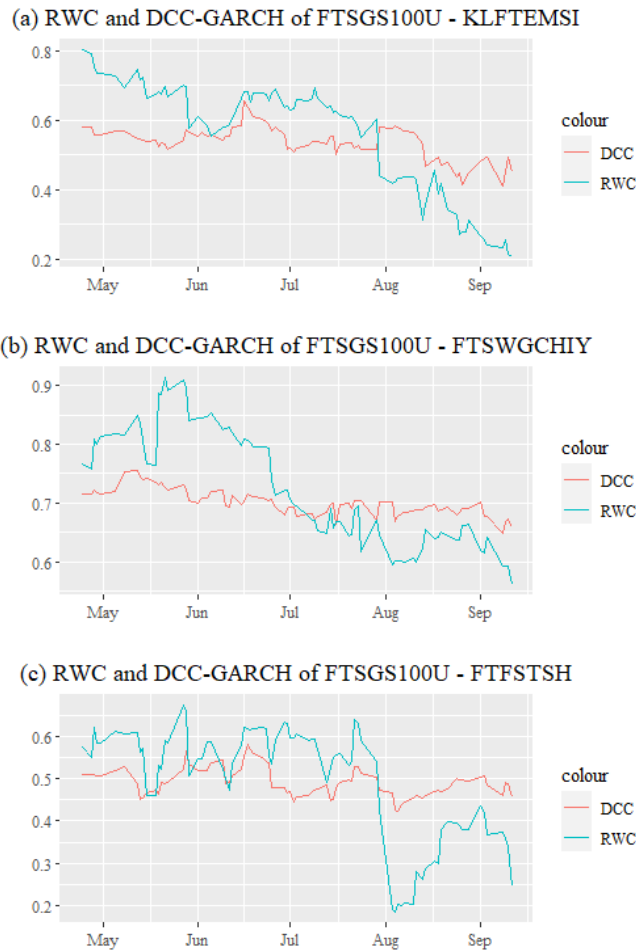 (a) RWC and DCC-GARCH of FTSGS100U - KLFTEMSI
0.8
0.6
0.4
0.2
May Jun Jul Aug Sep
colour
DCC
RWC
(b) RWC and DCC-GARCH of FTSGS100U - FTSWGCHIY
0.9
0.8
0.7
0.6
May Jun Jul Aug Sep
colour
DCC
RWC
(c) RWC and DCC-GARCH of FTSGS100U - FTFSTSH
0.6
0.5
0.4
0.3
0.2
May Jun Jul Aug Sep
colour
DCC
RWC